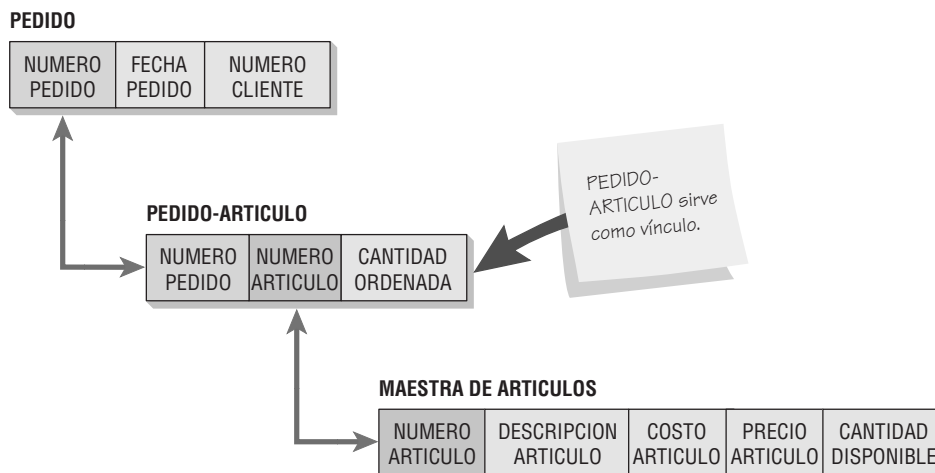 PEDIDO
NUMERO PEDIDO
FECHA PEDIDO
NUMERO CLIENTE
PEDIDO-ARTICULO
NUMERO PEDIDO
NUMERO ARTICULO
CANTIDAD ORDENADA
PEDIDO-
ARTICULO sirve
como vínculo.
MAESTRA DE ARTICULOS
NUMERO ARTICULO
DESCRIPCION ARTICULO
COSTO ARTICULO
PRECIO ARTICULO
CANTIDAD DISPONIBLE